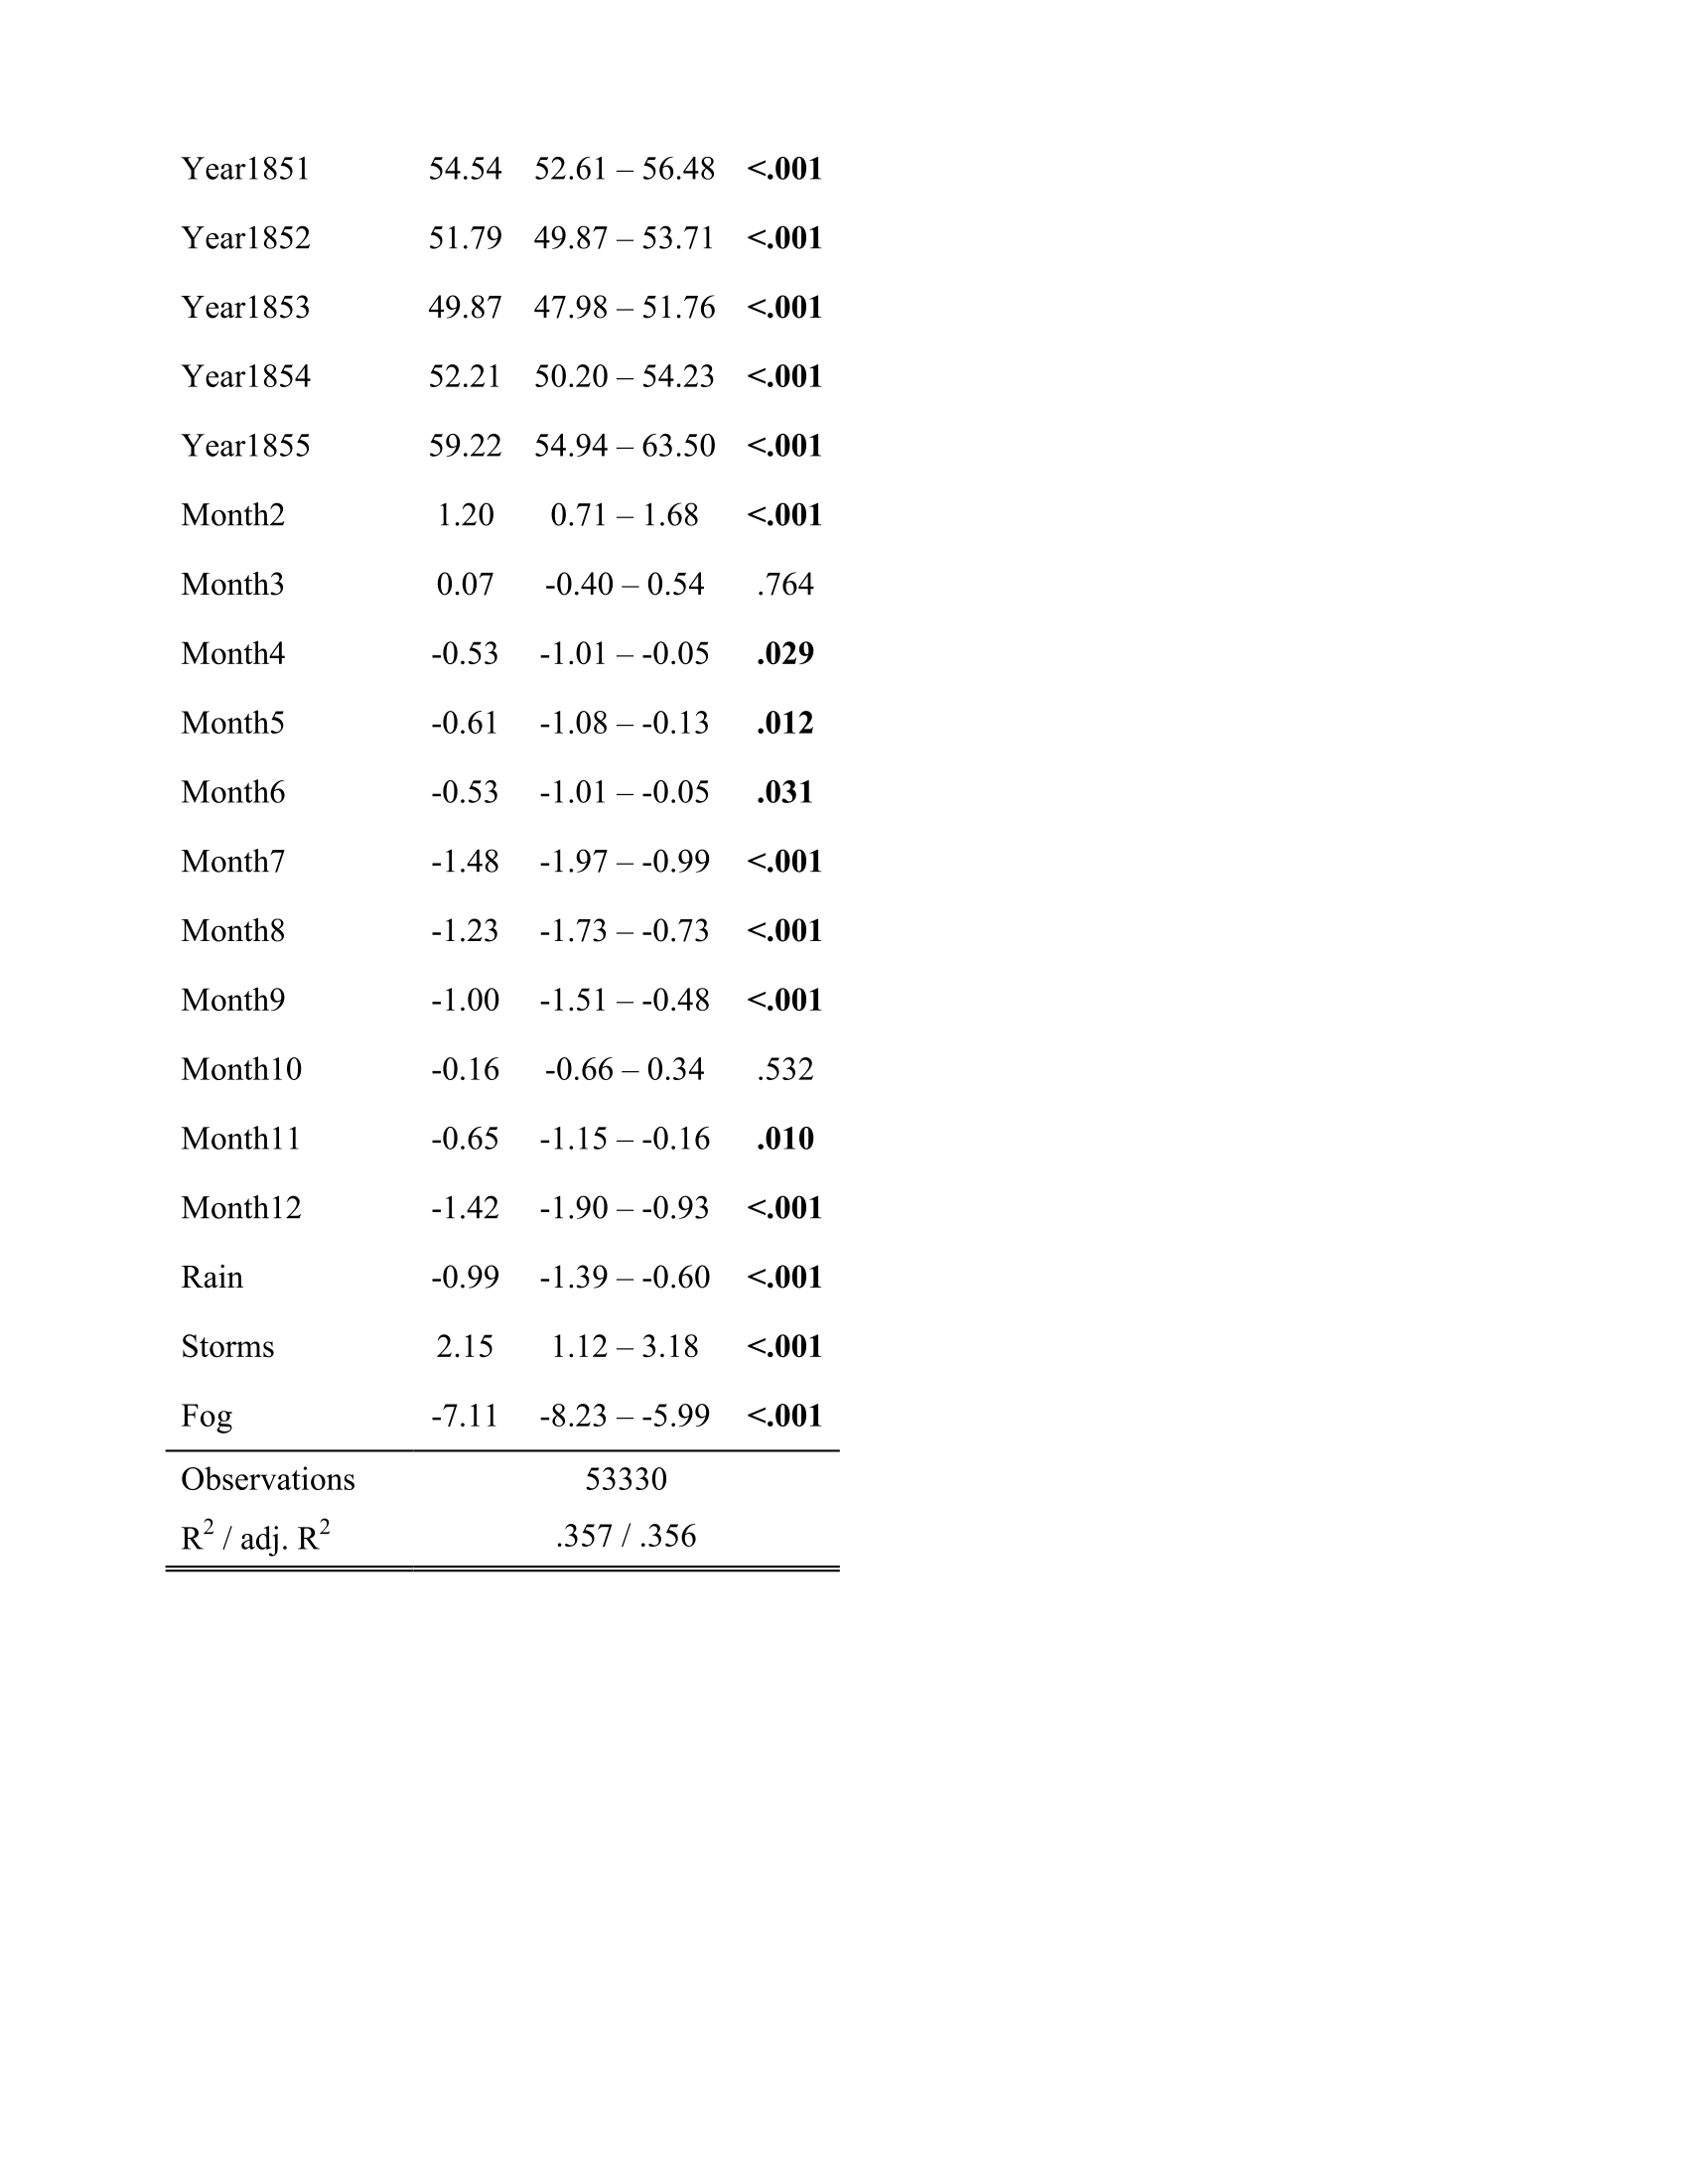 Year1851 54.54 52.61 – 56.48 <.001
Year1852 51.79 49.87 – 53.71 <.001
Year1853 49.87 47.98 – 51.76 <.001
Year1854 52.21 50.20 – 54.23 <.001
Year1855 59.22 54.94 – 63.50 <.001
Month2 1.20 0.71 – 1.68 <.001
Month3 0.07 -0.40 – 0.54 .764
Month4 -0.53 -1.01 – -0.05 .029
Month5 -0.61 -1.08 – -0.13 .012
Month6 -0.53 -1.01 – -0.05 .031
Month7 -1.48 -1.97 – -0.99 <.001
Month8 -1.23 -1.73 – -0.73 <.001
Month9 -1.00 -1.51 – -0.48 <.001
Month10 -0.16 -0.66 – 0.34 .532
Month11 -0.65 -1.15 – -0.16 .010
Month12 -1.42 -1.90 – -0.93 <.001
Rain -0.99 -1.39 – -0.60 <.001
Storms 2.15 1.12 – 3.18 <.001
Fog -7.11 -8.23 – -5.99 <.001
Observations 53330
R² / adj. R² .357 / .356